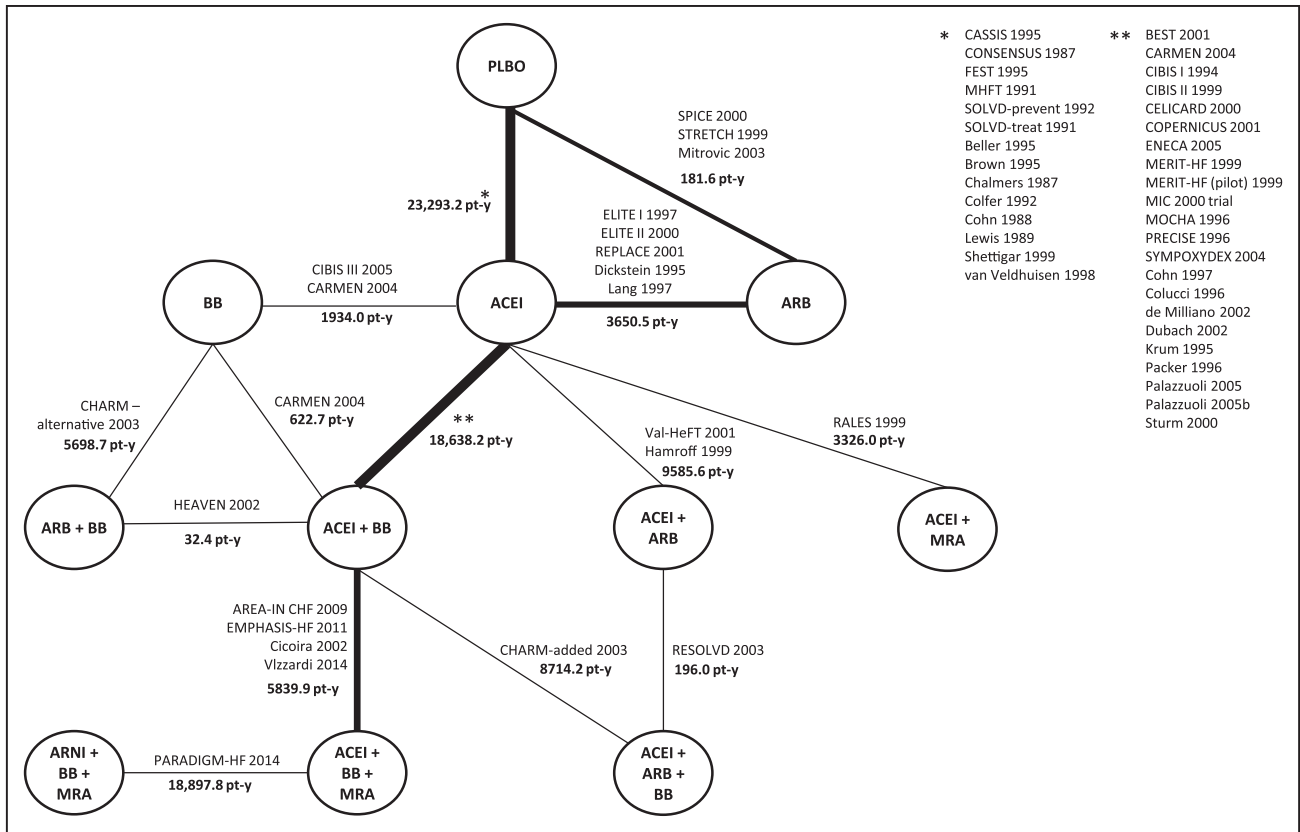 PLBO
SPICE 2000
STRETCH 1999
Mitrovic 2003
181.6 pt-y
*
23,293.2 pt-y
ELITE I 1997
ELITE II 2000
REPLACE 2001
Dickstein 1995
Lang 1997
3650.5 pt-y
CIBIS III 2005
CARMEN 2004
1934.0 pt-y
BB
ACEI
ARB
CHARM –
alternative 2003
5698.7 pt-y
CARMEN 2004
622.7 pt-y
**
18,638.2 pt-y
Val-HeFT 2001
Hamroff 1999
9585.6 pt-y
RALES 1999
3326.0 pt-y
ARB + BB
HEAVEN 2002
32.4 pt-y
ACEI + BB
ACEI +
ARB
ACEI +
MRA
AREA-IN CHF 2009
EMPHASIS-HF 2011
Cicoira 2002
VIzzardi 2014
5839.9 pt-y
CHARM-added 2003
8714.2 pt-y
RESOLVD 2003
196.0 pt-y
ARNI +
BB +
MRA
PARADIGM-HF 2014
18,897.8 pt-y
ACEI +
BB +
MRA
ACEI +
ARB +
BB
* CASSIS 1995
CONSENSUS 1987
FEST 1995
MHFT 1991
SOLVD-prevent 1992
SOLVD-treat 1991
Beller 1995
Brown 1995
Chalmers 1987
Colfer 1992
Cohn 1988
Lewis 1989
Shettigar 1999
van Veldhuisen 1998
** BEST 2001
CARMEN 2004
CIBIS I 1994
CIBIS II 1999
CELICARD 2000
COPERNICUS 2001
ENECA 2005
MERIT-HF 1999
MERIT-HF (pilot) 1999
MIC 2000 trial
MOCHA 1996
PRECISE 1996
SYMPOXYDEX 2004
Cohn 1997
Colucci 1996
de Milliano 2002
Dubach 2002
Krum 1995
Packer 1996
Palazzuoli 2005
Palazzuoli 2005b
Sturm 2000